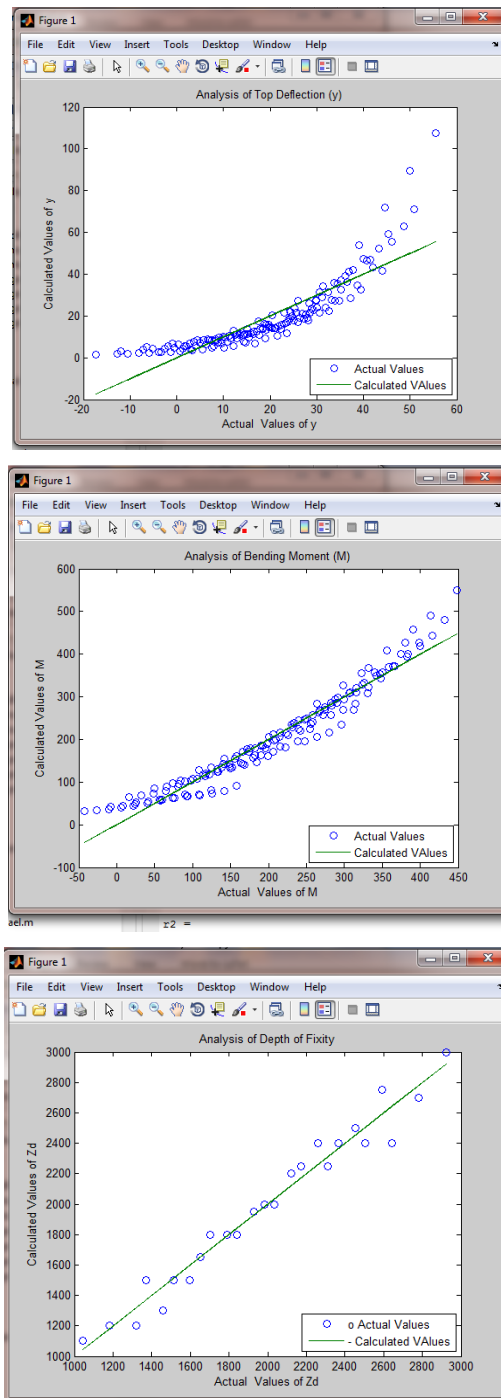 Figure 1
File Edit View Insert Tools Desktop Window Help
Analysis of Top Deflection (y)
120
100
80
60
40
20
0
-20
Calculated Values of y
-20 -10 0 10 20 30 40 50 60
Actual Values of y
Actual Values
Calculated VAlues
Figure 1
File Edit View Insert Tools Desktop Window Help
Analysis of Bending Moment (M)
600
500
400
300
200
100
0
-100
Calculated Values of M
-50 0 50 100 150 200 250 300 350 400 450
Actual Values of M
Actual Values
Calculated VAlues
ael.m r2 =
Figure 1
File Edit View Insert Tools Desktop Window Help
Analysis of Depth of Fixity
3000
2800
2600
2400
2200
2000
1800
1600
1400
1200
1000
Calculated Values of Zd
1000 1200 1400 1600 1800 2000 2200 2400 2600 2800 3000
Actual Values of Zd
o Actual Values
- Calculated VAlues